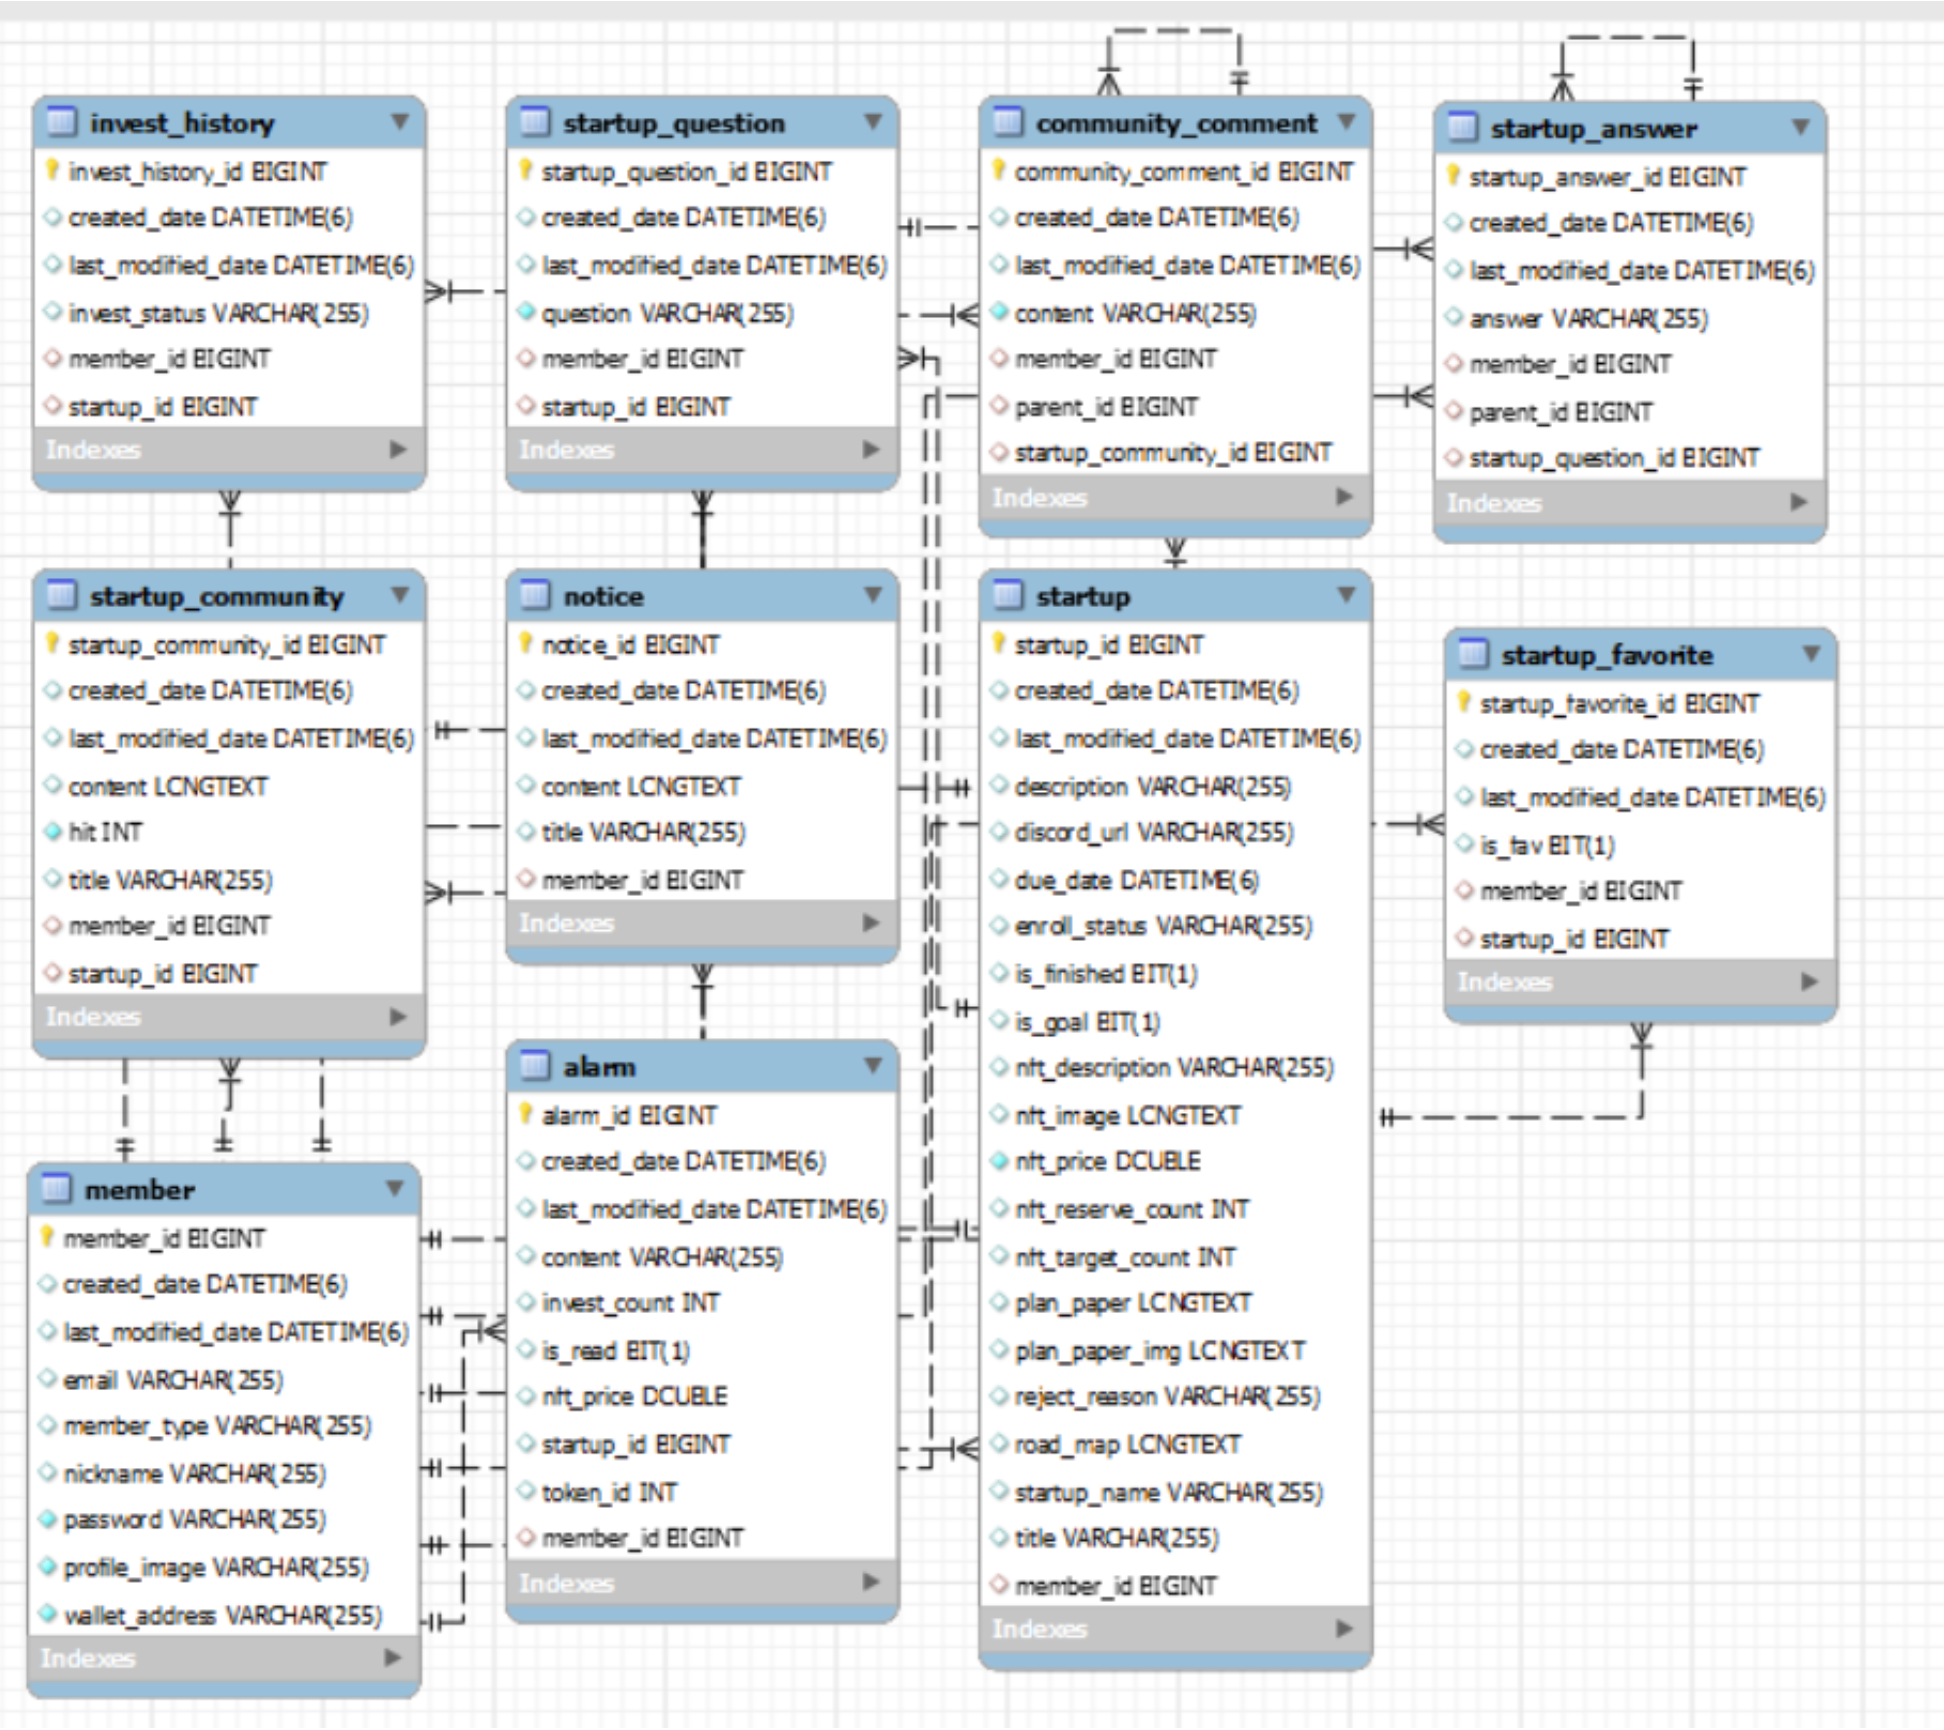 invest_history
invest_history_id BIGINT
created_date DATETIME(6)
last_modified_date DATETIME(6)
invest_status VARCHAR(255)
member_id BIGINT
startup_id BIGINT
Indexes
startup_question
startup_question_id BIGINT
created_date DATETIME(6)
last_modified_date DATETIME(6)
question VARCHAR(255)
member_id BIGINT
startup_id BIGINT
Indexes
community_comment
community_comment_id BIGINT
created_date DATETIME(6)
last_modified_date DATETIME(6)
content VARCHAR(255)
member_id BIGINT
parent_id BIGINT
startup_community_id BIGINT
Indexes
startup_answer
startup_answer_id BIGINT
created_date DATETIME(6)
last_modified_date DATETIME(6)
answer VARCHAR(255)
member_id BIGINT
parent_id BIGINT
startup_question_id BIGINT
Indexes
startup_community
startup_community_id BIGINT
created_date DATETIME(6)
last_modified_date DATETIME(6)
content LONGTEXT
hit INT
title VARCHAR(255)
member_id BIGINT
startup_id BIGINT
Indexes
notice
notice_id BIGINT
created_date DATETIME(6)
last_modified_date DATETIME(6)
content LONGTEXT
title VARCHAR(255)
member_id BIGINT
Indexes
startup
startup_id BIGINT
created_date DATETIME(6)
last_modified_date DATETIME(6)
description VARCHAR(255)
discord_url VARCHAR(255)
due_date DATETIME(6)
enroll_status VARCHAR(255)
is_finished BIT(1)
is_goal BIT(1)
nft_description VARCHAR(255)
nft_image LONGTEXT
nft_price DOUBLE
nft_reserve_count INT
nft_target_count INT
plan_paper LONGTEXT
plan_paper_img LONGTEXT
reject_reason VARCHAR(255)
road_map LONGTEXT
startup_name VARCHAR(255)
title VARCHAR(255)
member_id BIGINT
Indexes
startup_favorite
startup_favorite_id BIGINT
created_date DATETIME(6)
last_modified_date DATETIME(6)
is_fav BIT(1)
member_id BIGINT
startup_id BIGINT
Indexes
member
member_id BIGINT
created_date DATETIME(6)
last_modified_date DATETIME(6)
email VARCHAR(255)
member_type VARCHAR(255)
nickname VARCHAR(255)
password VARCHAR(255)
profile_image VARCHAR(255)
wallet_address VARCHAR(255)
Indexes
alarm
alarm_id BIGINT
created_date DATETIME(6)
last_modified_date DATETIME(6)
content VARCHAR(255)
invest_count INT
is_read BIT(1)
nft_price DOUBLE
startup_id BIGINT
token_id INT
member_id BIGINT
Indexes